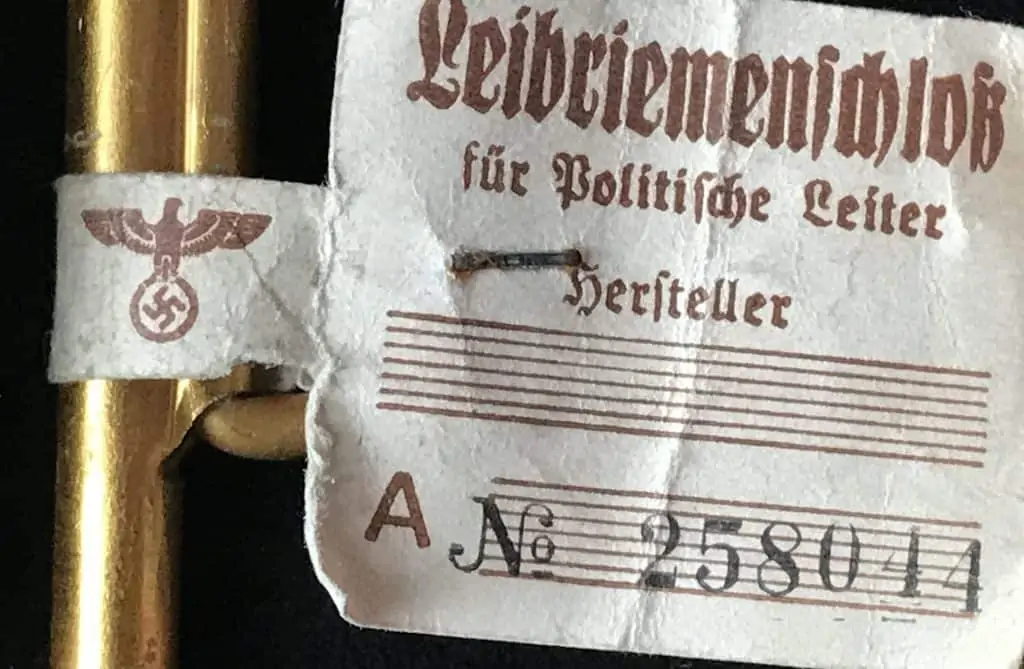 Leibriemenschloß
für Politische Leiter
Hersteller
A № 258044